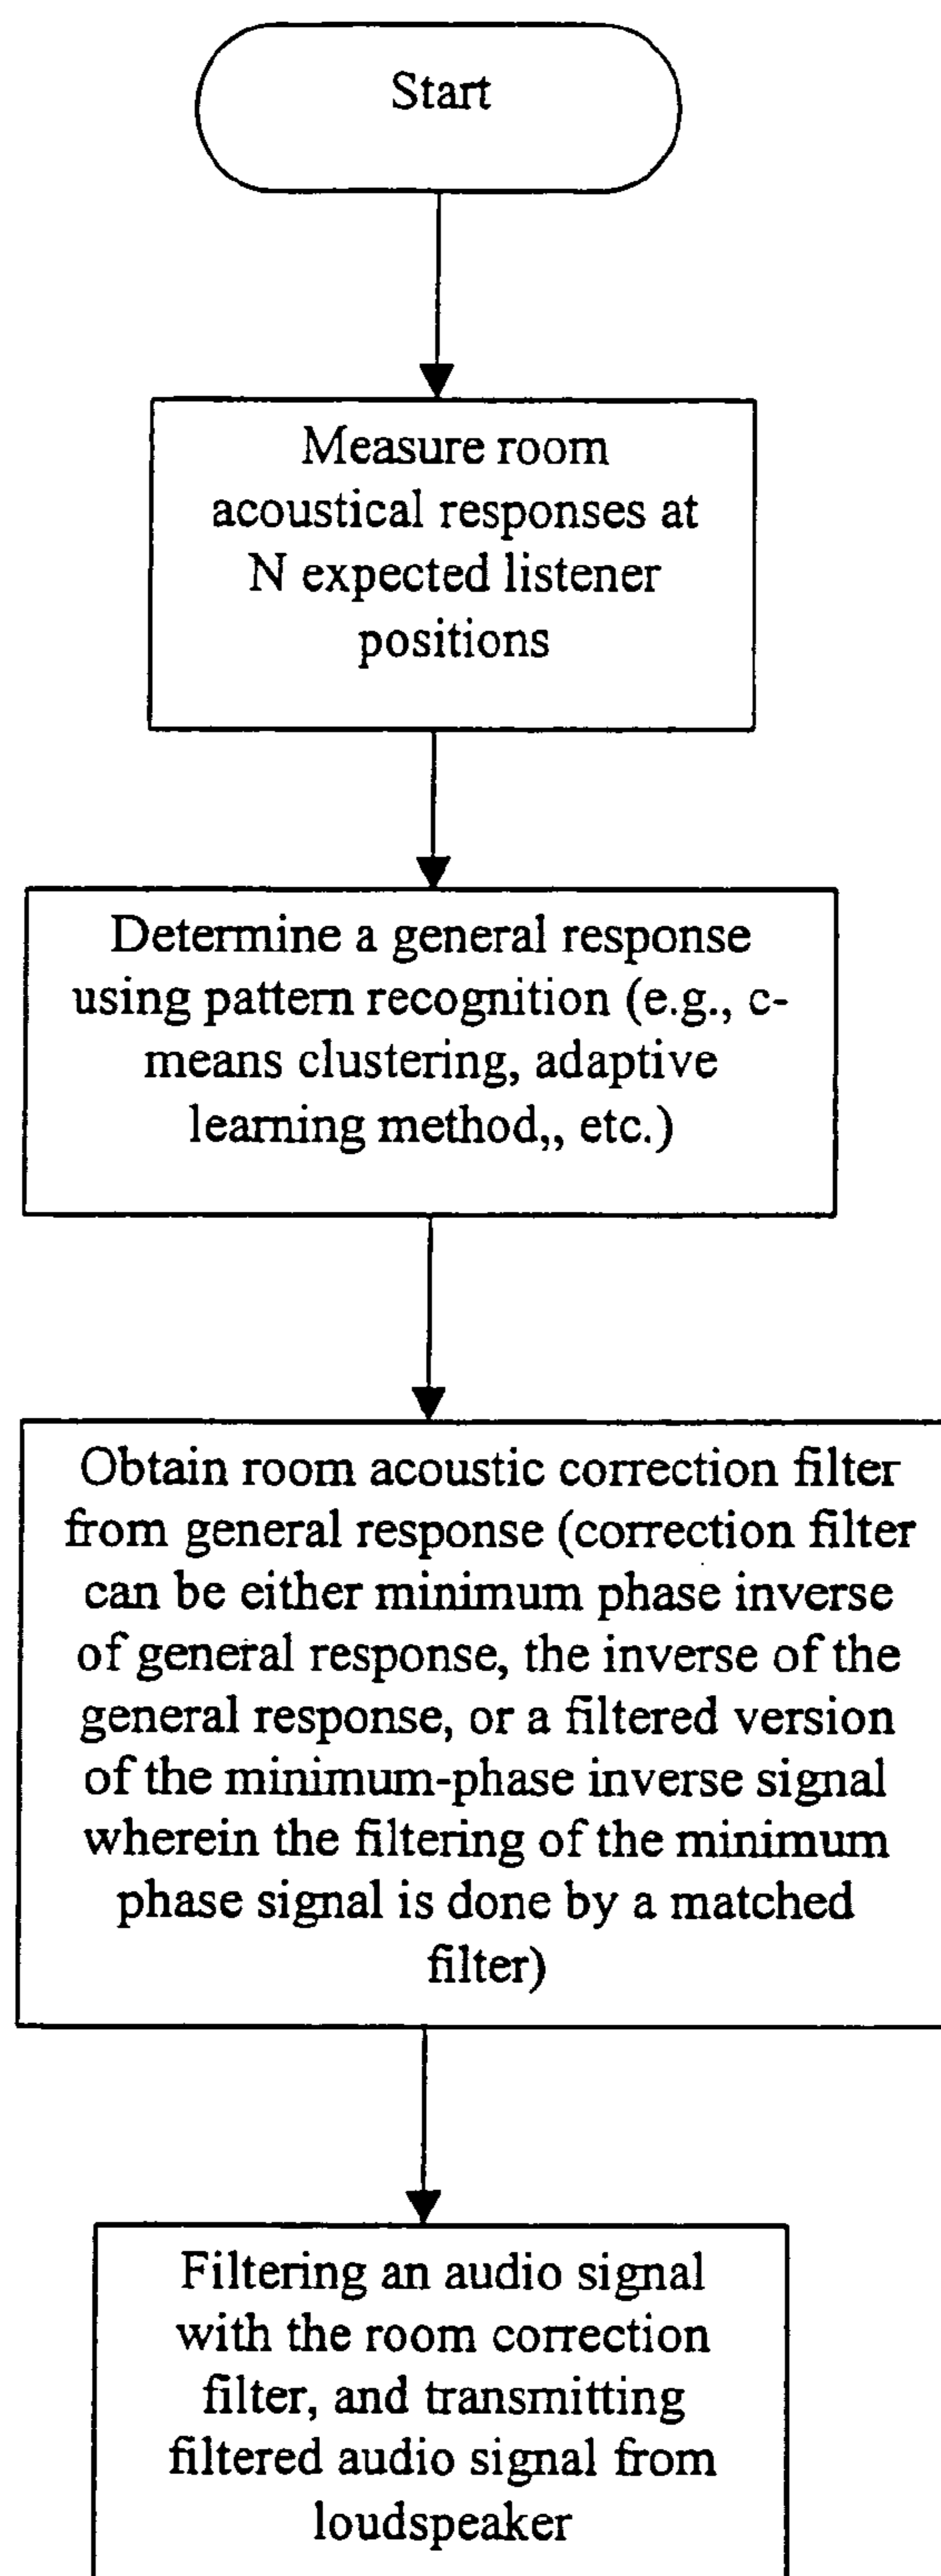 Start
Measure room
acoustical responses at
N expected listener
positions
Determine a general response
using pattern recognition (e.g., c-
means clustering, adaptive
learning method,, etc.)
Obtain room acoustic correction filter
from general response (correction filter
can be either minimum phase inverse
of general response, the inverse of the
general response, or a filtered version
of the minimum-phase inverse signal
wherein the filtering of the minimum
phase signal is done by a matched
filter)
Filtering an audio signal
with the room correction
filter, and transmitting
filtered audio signal from
loudspeaker